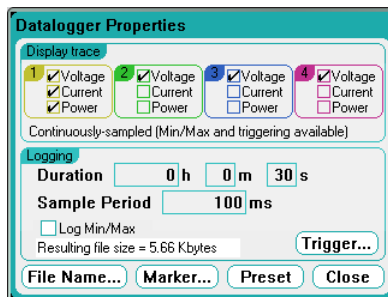 Datalogger Properties
Display trace
1 Voltage 2 Voltage 3 Voltage 4 Voltage
Current Current Current Current
Power Power Power Power
Continuously-sampled (Min/Max and triggering available)
Logging
Duration 0 h 0 m 30 s
Sample Period 100 ms
Log Min/Max
Resulting file size = 5.66 Kbytes
Trigger...
File Name... Marker... Preset Close